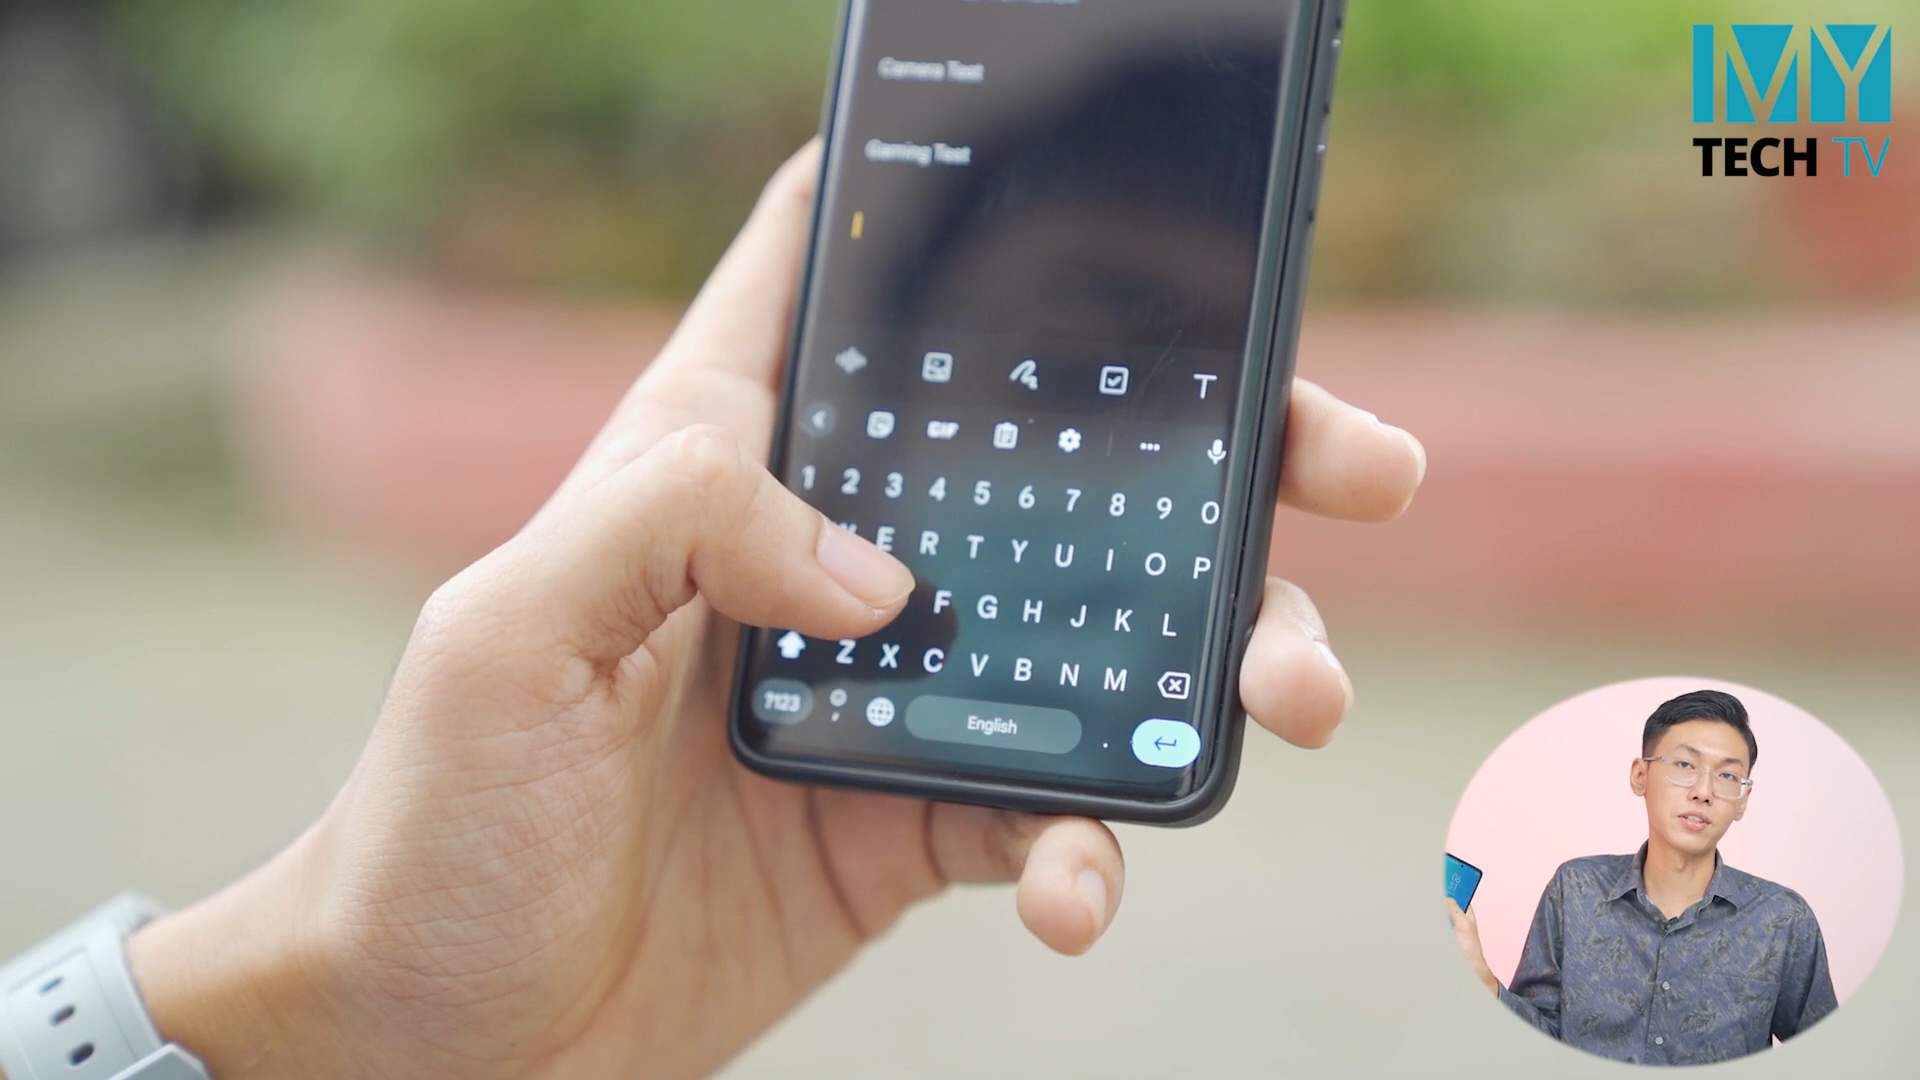 MY
TECH TV
Camera Test
Gaming Test
T
GIF
1 2 3 4 5 6 7 8 9 0
E R T Y U I O P
F G H J K L
Z X C V B N M
?123 , English .